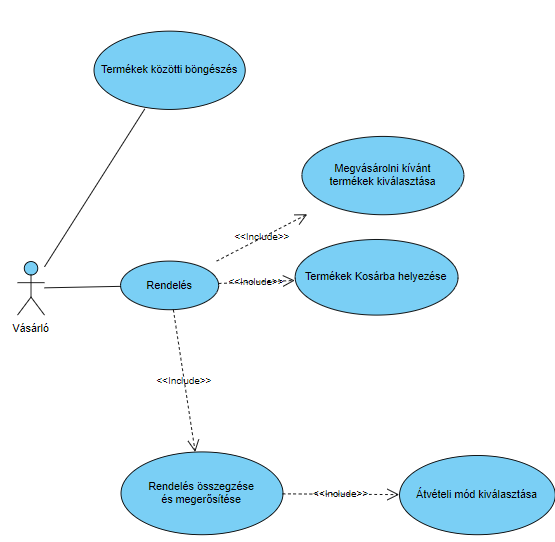 Termékek közötti böngészés
Megvásárolni kívánt
termékek kiválasztása
<<Include>>
Termékek Kosárba helyezése
<<Include>>
Rendelés
Vásárló
<<Include>>
Rendelés összegzése
és megerősítése
<<Include>>
Átvételi mód kiválasztása